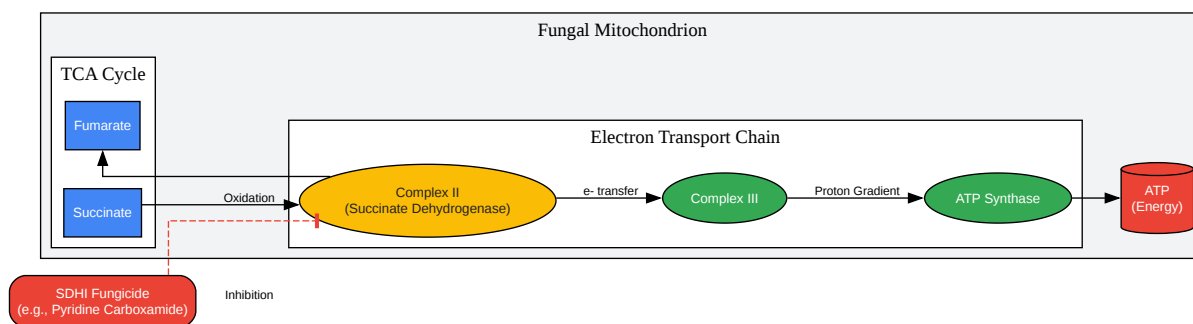 Fungal Mitochondrion
TCA Cycle
Fumarate
Succinate
Oxidation
Electron Transport Chain
Complex II
(Succinate Dehydrogenase)
e- transfer
Complex III
Proton Gradient
ATP Synthase
ATP
(Energy)
SDHI Fungicide
(e.g., Pyridine Carboxamide)
Inhibition